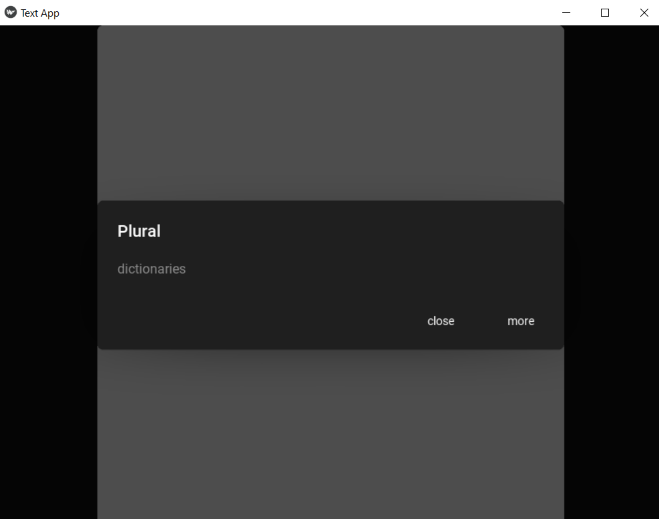 Text App
Plural
dictionaries
close more